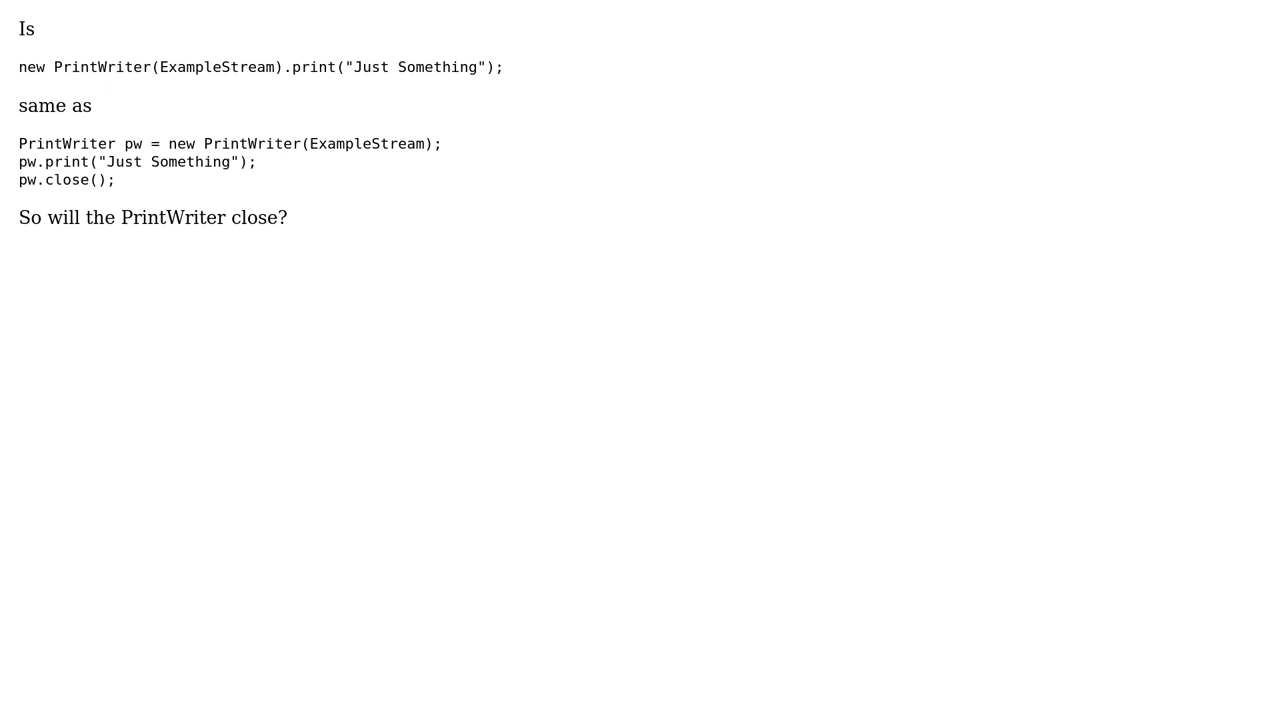 Is
new PrintWriter(ExampleStream).print("Just Something");
same as
PrintWriter pw = new PrintWriter(ExampleStream);
pw.print("Just Something");
pw.close();
So will the PrintWriter close?